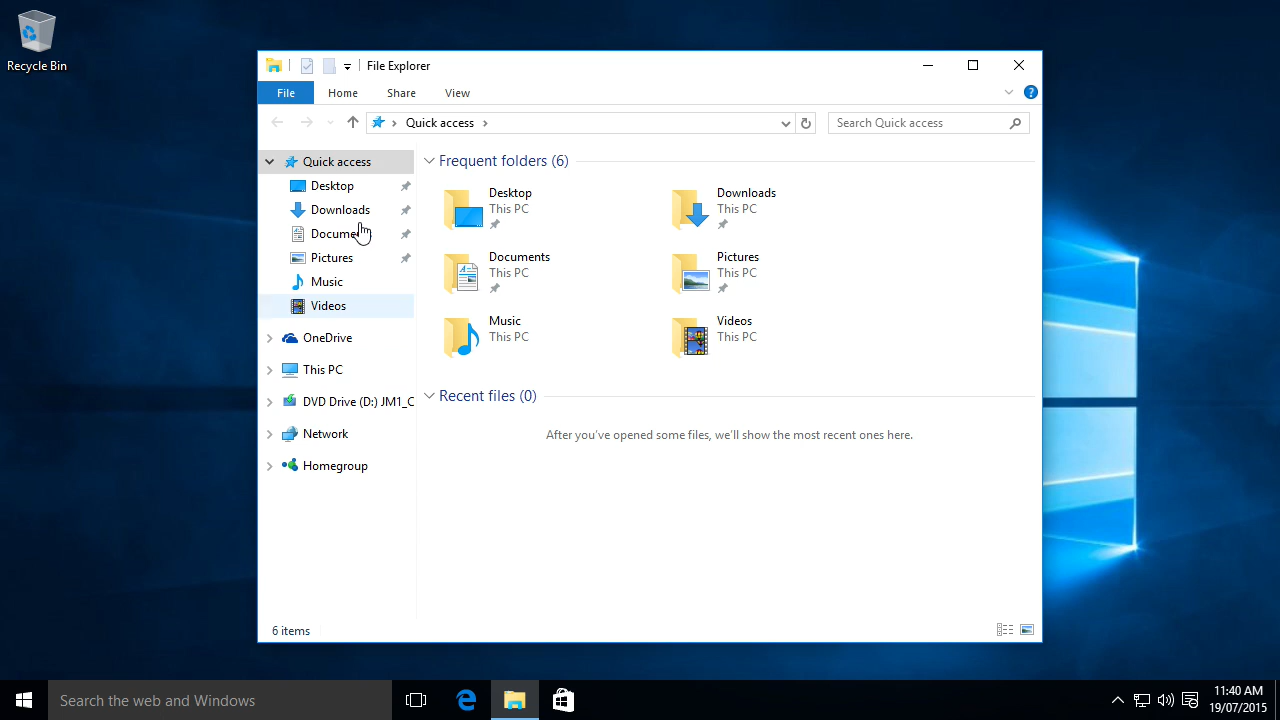 Recycle Bin
File Explorer
File Home Share View
Quick access
Search Quick access
Quick access
Desktop
Downloads
Pictures
Music
Videos
OneDrive
This PC
DVD Drive (D:) JM1_C
Network
Homegroup
Frequent folders (6)
Desktop
This PC
Downloads
This PC
Documents
This PC
Pictures
This PC
Music
This PC
Videos
This PC
Recent files (0)
After you've opened some files, we'll show the most recent ones here.
6 items
Search the web and Windows
11:40 AM
19/07/2015